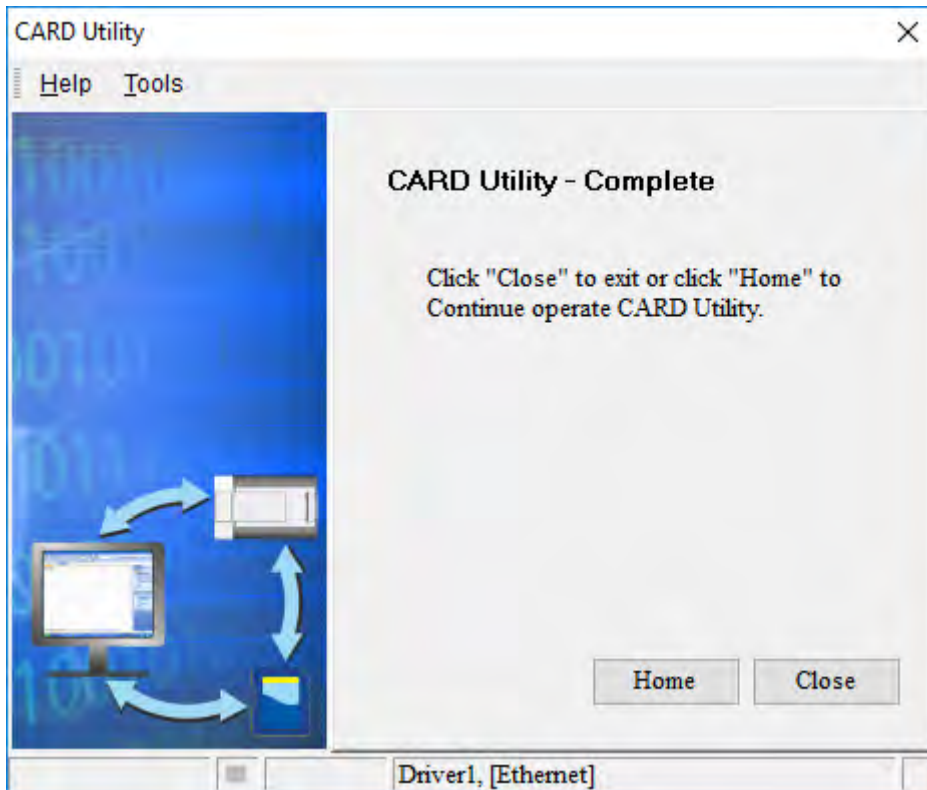 CARD Utility
Help Tools
CARD Utility - Complete
Click "Close" to exit or click "Home" to
Continue operate CARD Utility.
Home Close
Driver1, [Ethernet]